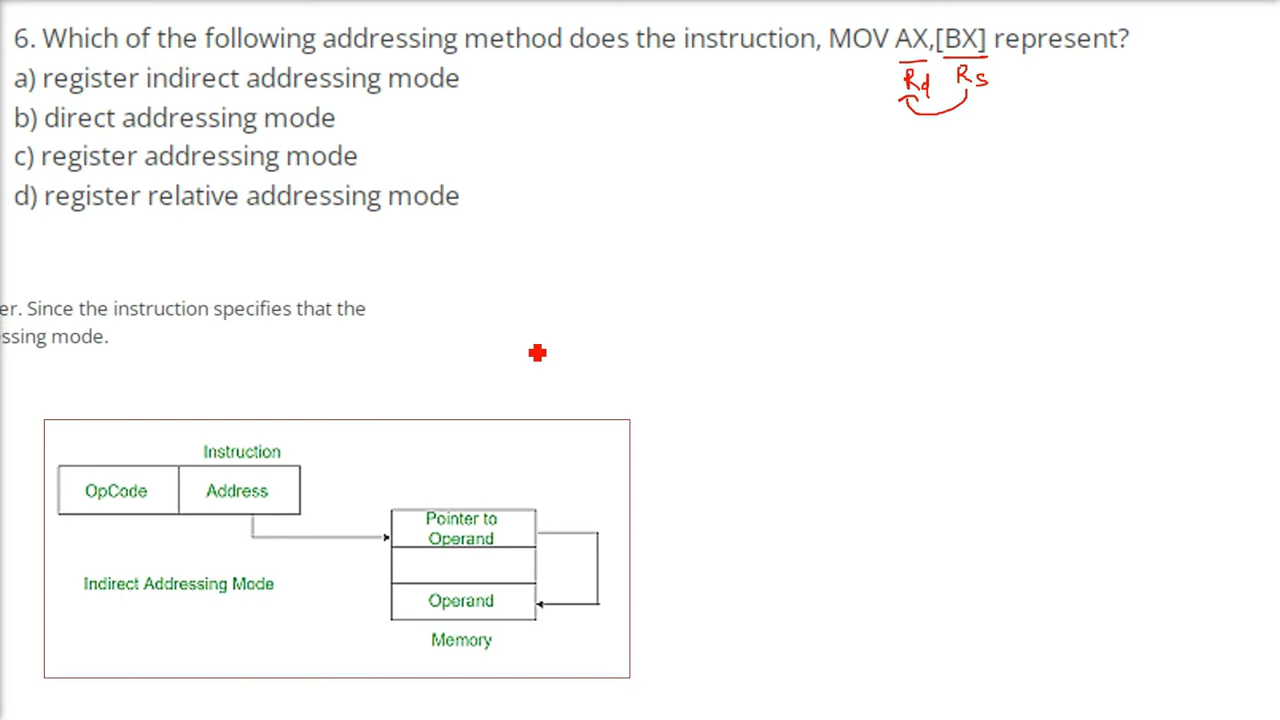 6. Which of the following addressing method does the instruction, MOV AX,[BX] represent?
Rd Rs
a) register indirect addressing mode
b) direct addressing mode
c) register addressing mode
d) register relative addressing mode
er. Since the instruction specifies that the
ssing mode.
Instruction
OpCode Address
Pointer to
Operand
Indirect Addressing Mode
Operand
Memory